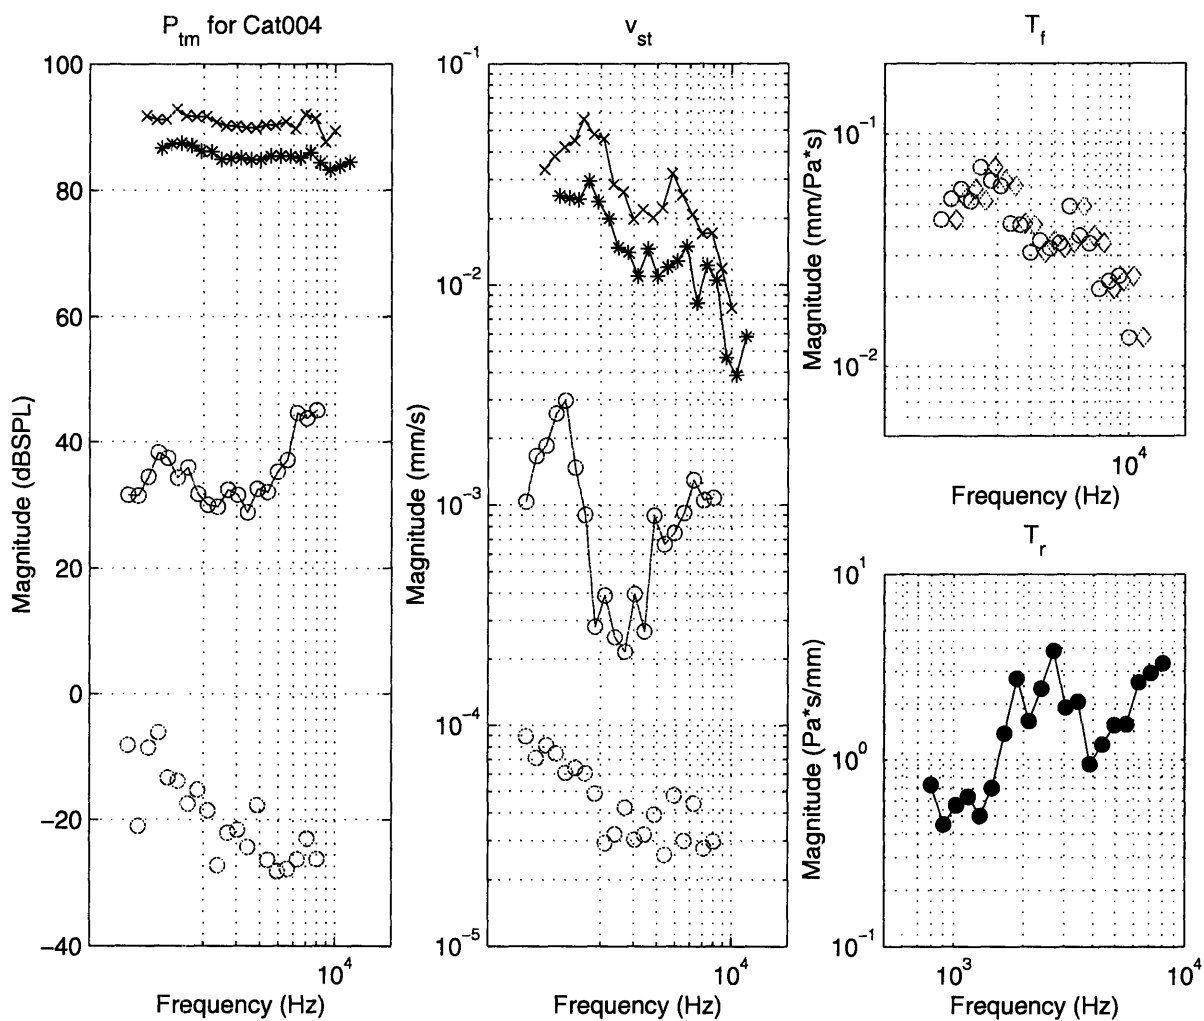 P_tm for Cat004
100
80
60
40
20
0
−20
−40
Magnitude (dBSPL)
10^4
Frequency (Hz)
v_st
10^-1
10^-2
10^-3
10^-4
10^-5
Magnitude (mm/s)
10^4
Frequency (Hz)
T_f
10^-1
10^-2
Magnitude (mm/Pa*s)
10^4
Frequency (Hz)
T_r
10^1
10^0
10^-1
Magnitude (Pa*s/mm)
10^3
10^4
Frequency (Hz)